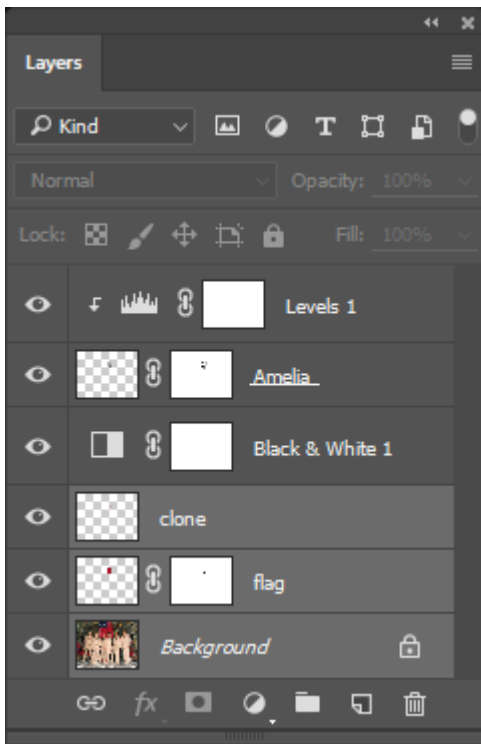 Layers
Kind
Normal Opacity: 100%
Lock: Fill: 100%
Levels 1
Amelia
Black & White 1
clone
flag
Background
fx